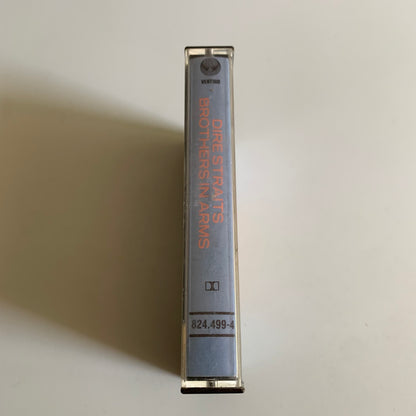 VERTIGO
DIRE STRAITS
BROTHERS IN ARMS
824.499-4